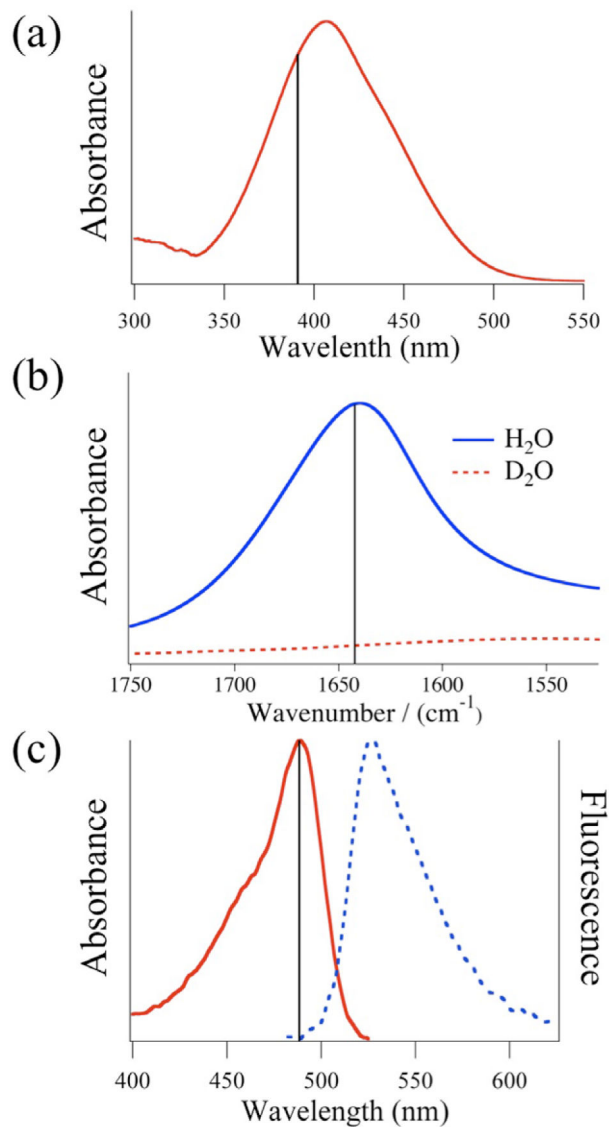 (a)
Absorbance
300 350 400 450 500 550
Wavelenth (nm)
(b)
Absorbance
H₂O
D₂O
1750 1700 1650 1600 1550
Wavenumber / (cm⁻¹)
(c)
Absorbance
Fluorescence
400 450 500 550 600
Wavelength (nm)